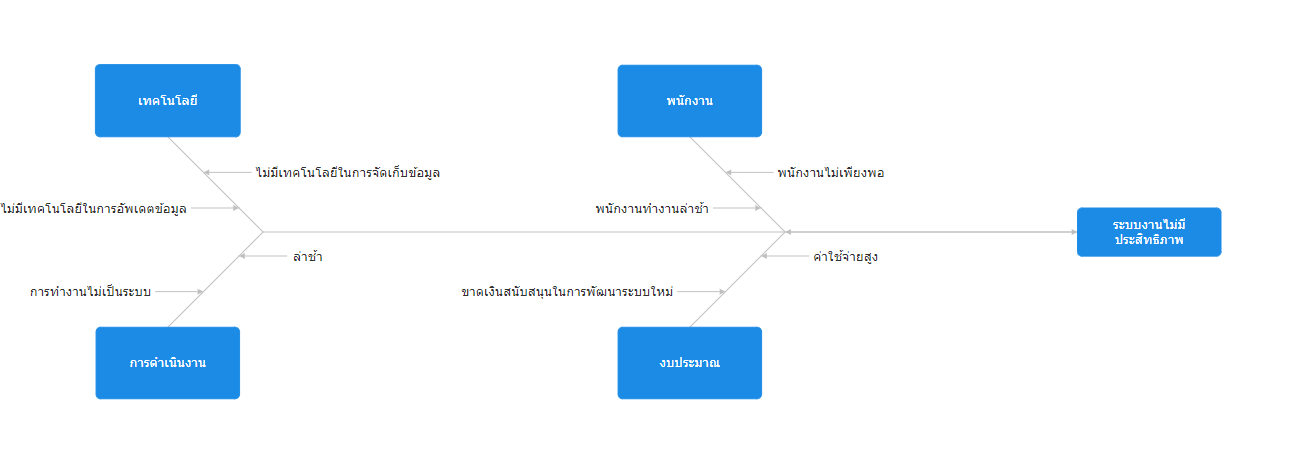 เทคโนโลยี
พนักงาน
ไม่มีเทคโนโลยีในการจัดเก็บข้อมูล
พนักงานไม่เพียงพอ
ไม่มีเทคโนโลยีในการอัพเดตข้อมูล
พนักงานทำงานล่าช้ำ
ระบบงานไม่มี
ประสิทธิภาพ
ล่าช้ำ
ค่าใช้จ่ายสูง
การทำงานไม่เป็นระบบ
ขาดเงินสนับสนุนในการพัฒนาระบบใหม่
การดำเนินงาน
งบประมาณ